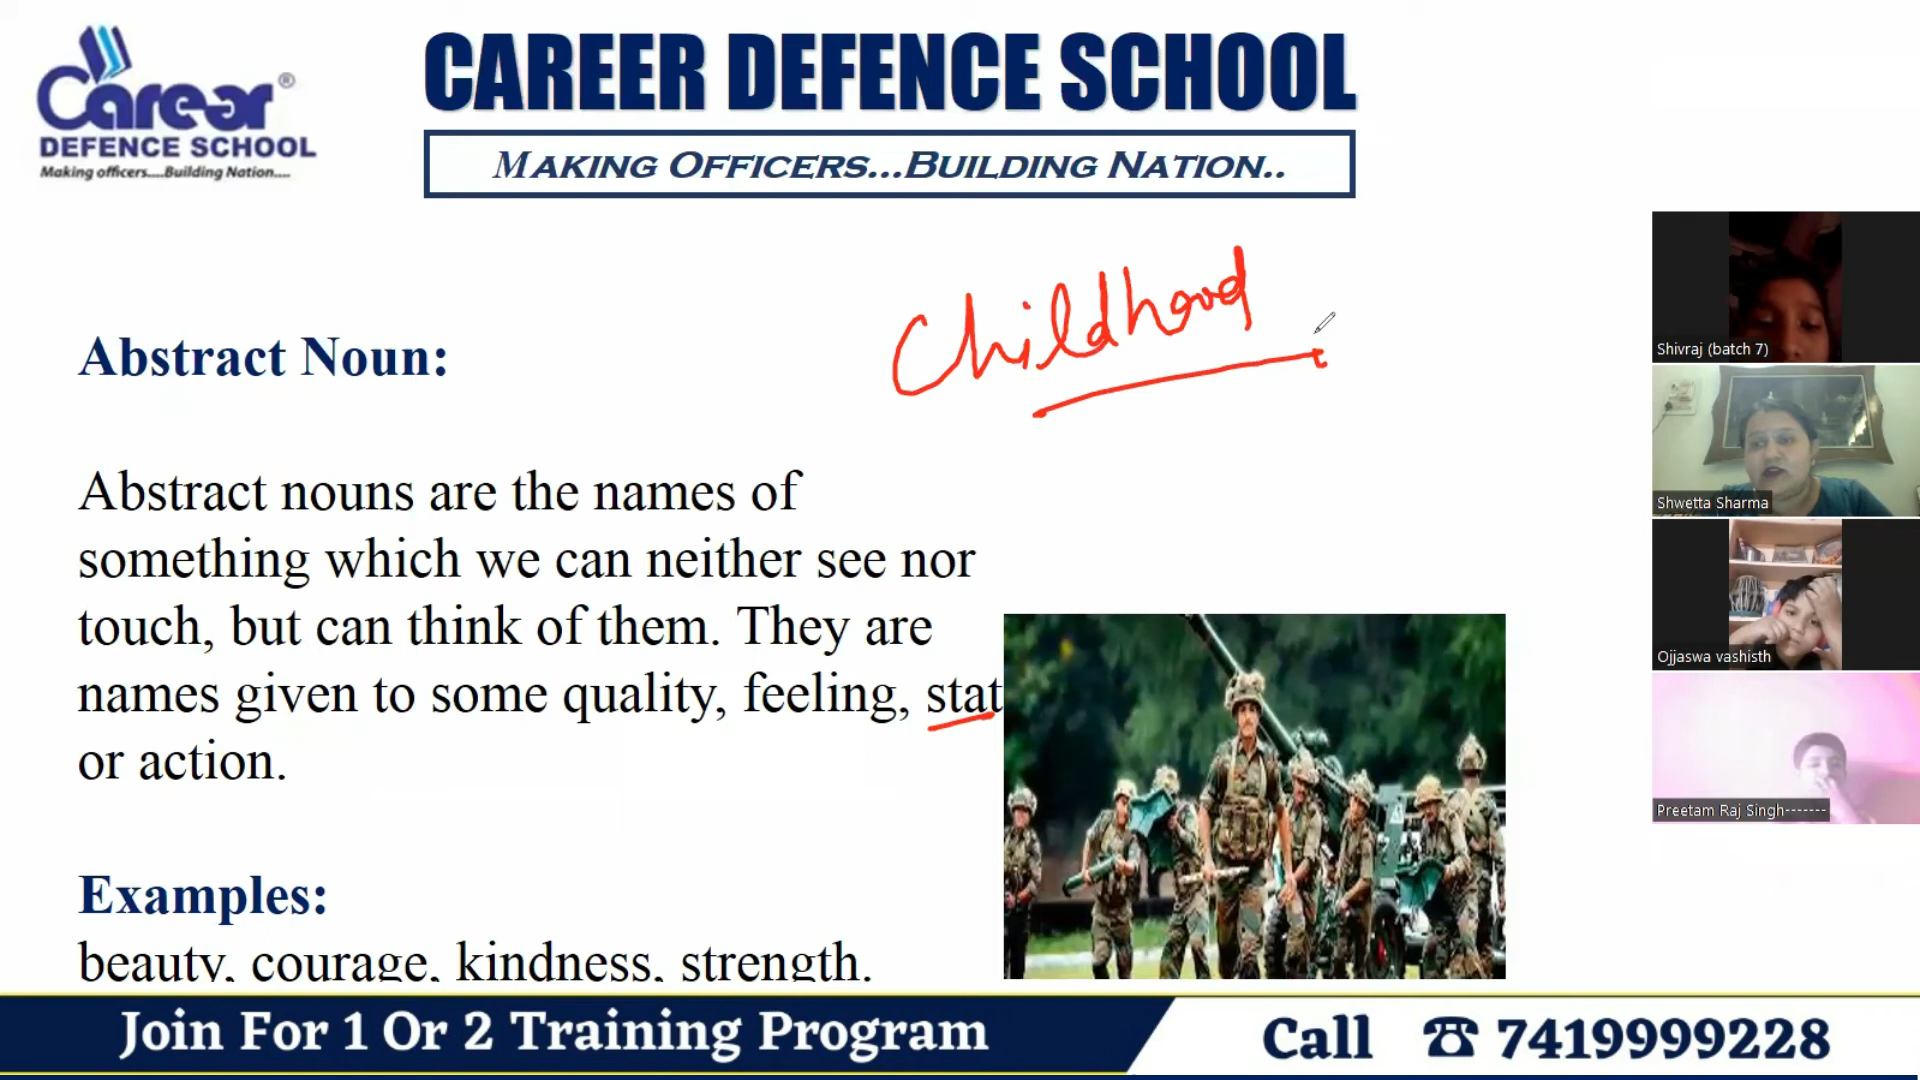 Carear ®
DEFENCE SCHOOL
Making officers....Building Nation....
CAREER DEFENCE SCHOOL
MAKING OFFICERS...BUILDING NATION..
Childhood
Abstract Noun:
Abstract nouns are the names of
something which we can neither see nor
touch, but can think of them. They are
names given to some quality, feeling, stat
or action.
Examples:
beauty, courage, kindness, strength.
Shivraj (batch 7)
Shwetta Sharma
Ojjaswa vashisth
Preetam Raj Singh-------
Join For 1 Or 2 Training Program
Call ☎ 7419999228